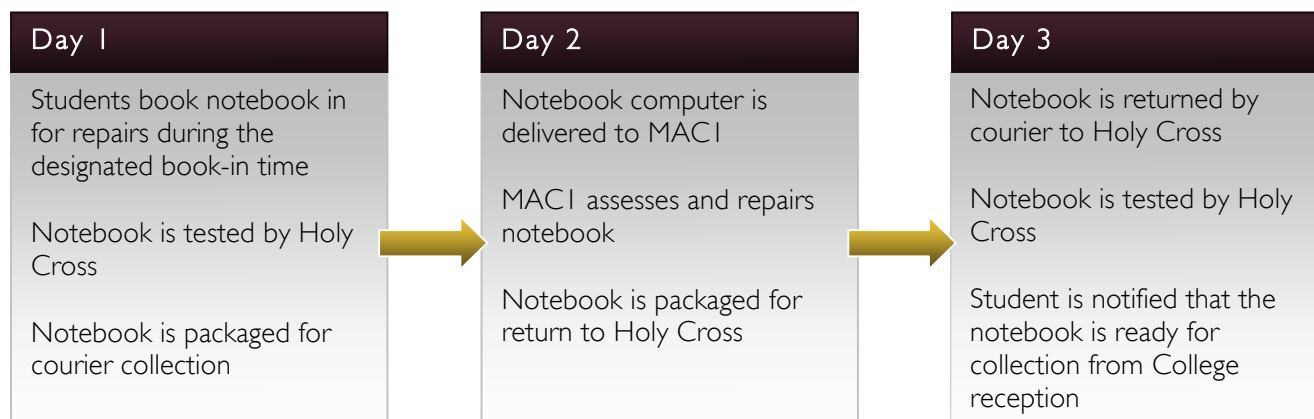 Day 1
Students book notebook in
for repairs during the
designated book-in time
Notebook is tested by Holy
Cross
Notebook is packaged for
courier collection
Day 2
Notebook computer is
delivered to MAC1
MAC1 assesses and repairs
notebook
Notebook is packaged for
return to Holy Cross
Day 3
Notebook is returned by
courier to Holy Cross
Notebook is tested by Holy
Cross
Student is notified that the
notebook is ready for
collection from College
reception